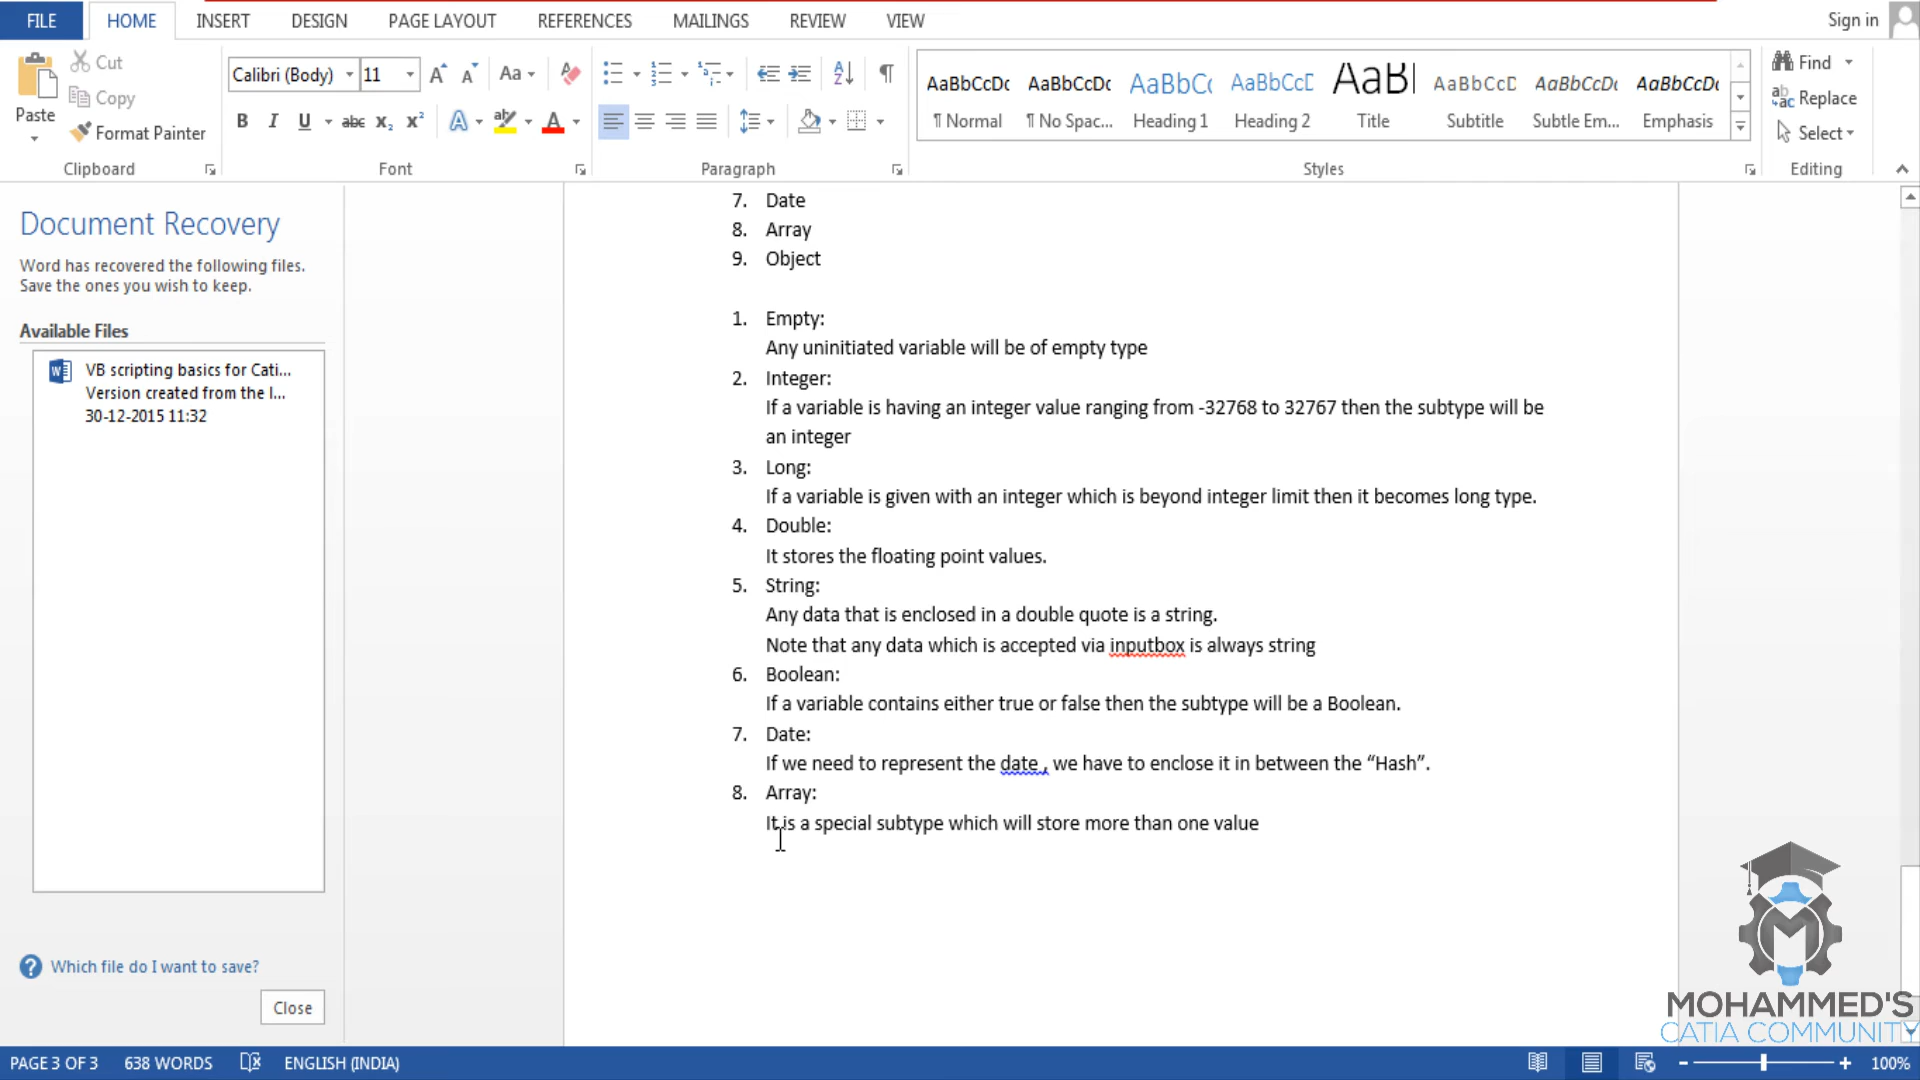 FILE HOME INSERT DESIGN PAGE LAYOUT REFERENCES MAILINGS REVIEW VIEW Sign in
Paste
Cut
Copy
Format Painter
Clipboard
Calibri (Body) 11
Aa
B I U abc X₂ X² A ab A
Font
Paragraph
AaBbCcDc AaBbCcDc AaBbC( AaBbCcD AaBl AaBbCcD AaBbCcDc AaBbCcDc
¶ Normal ¶ No Spac... Heading 1 Heading 2 Title Subtitle Subtle Em... Emphasis
Styles
Find
Replace
Select
Editing
Document Recovery
Word has recovered the following files.
Save the ones you wish to keep.
Available Files
VB scripting basics for Cati...
Version created from the l...
30-12-2015 11:32
Which file do I want to save?
Close
7. Date
8. Array
9. Object
1. Empty:
Any uninitiated variable will be of empty type
2. Integer:
If a variable is having an integer value ranging from -32768 to 32767 then the subtype will be
an integer
3. Long:
If a variable is given with an integer which is beyond integer limit then it becomes long type.
4. Double:
It stores the floating point values.
5. String:
Any data that is enclosed in a double quote is a string.
Note that any data which is accepted via inputbox is always string
6. Boolean:
If a variable contains either true or false then the subtype will be a Boolean.
7. Date:
If we need to represent the date , we have to enclose it in between the “Hash”.
8. Array:
It is a special subtype which will store more than one value
MOHAMMED'S
CATIA COMMUNITY
PAGE 3 OF 3 638 WORDS ENGLISH (INDIA) 100%